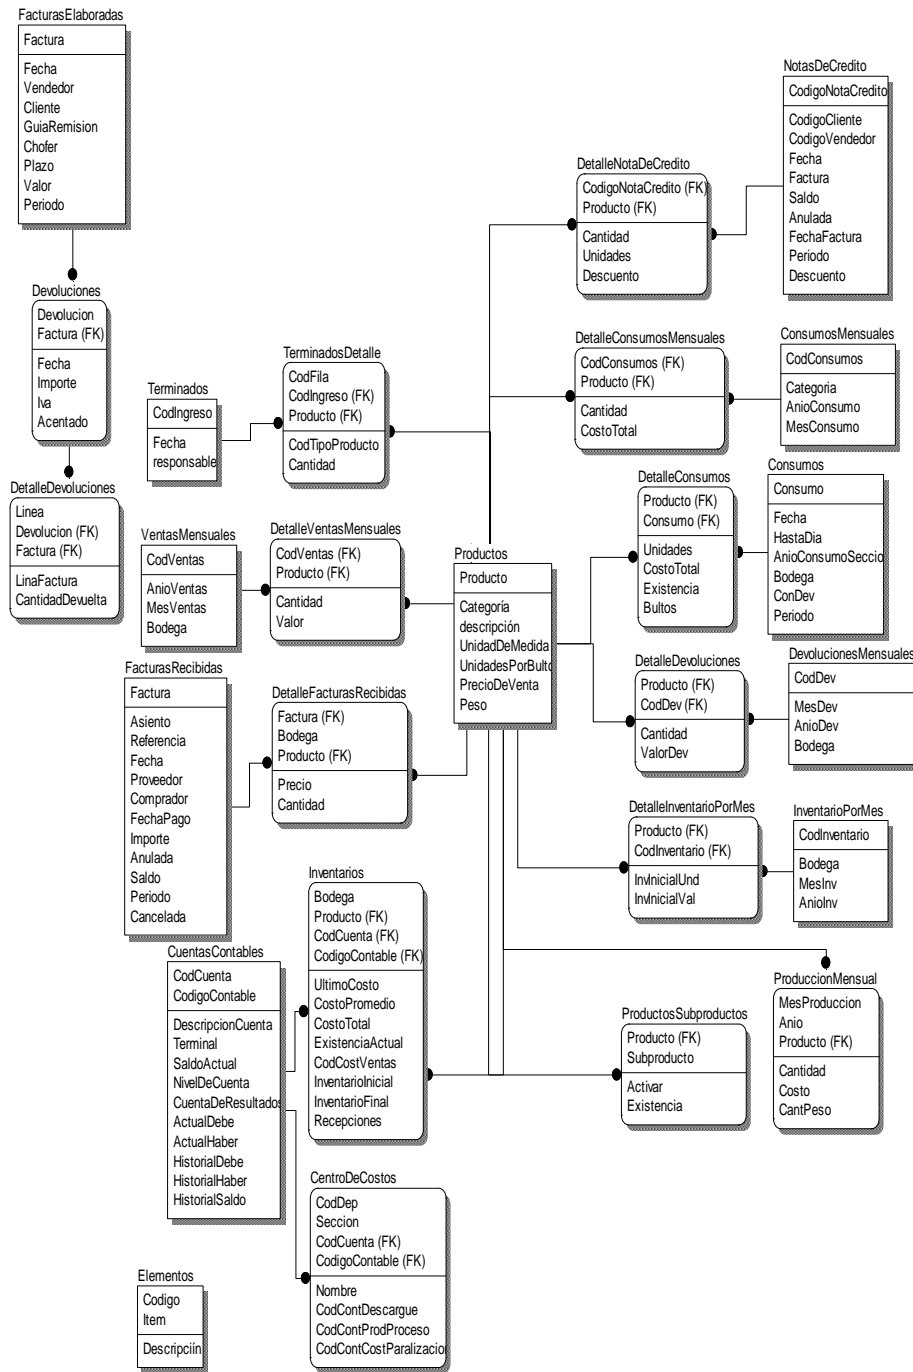 FacturasElaboradas
Factura
Fecha
Vendedor
Cliente
GuiaRemision
Chofer
Plazo
Valor
Periodo
Devoluciones
Devolucion
Factura (FK)
Fecha
Importe
Iva
Acentado
DetalleDevoluciones
Linea
Devolucion (FK)
Factura (FK)
LinaFactura
CantidadDevuelta
Terminados
CodIngreso
Fecha
responsable
TerminadosDetalle
CodFila
CodIngreso (FK)
Producto (FK)
CodTipoProducto
Cantidad
VentasMensuales
CodVentas
AnioVentas
MesVentas
Bodega
DetalleVentasMensuales
CodVentas (FK)
Producto (FK)
Cantidad
Valor
FacturasRecibidas
Factura
Asiento
Referencia
Fecha
Proveedor
Comprador
FechaPago
Importe
Anulada
Saldo
Periodo
Cancelada
DetalleFacturasRecibidas
Factura (FK)
Bodega
Producto (FK)
Precio
Cantidad
Productos
Producto
Categoría
descripción
UnidadDeMedida
UnidadesPorBulto
PrecioDeVenta
Peso
DetalleNotaDeCredito
CodigoNotaCredito (FK)
Producto (FK)
Cantidad
Unidades
Descuento
NotasDeCredito
CodigoNotaCredito
CodigoCliente
CodigoVendedor
Fecha
Factura
Saldo
Anulada
FechaFactura
Periodo
Descuento
DetalleConsumosMensuales
CodConsumos (FK)
Producto (FK)
Cantidad
CostoTotal
ConsumosMensuales
CodConsumos
Categoria
AnioConsumo
MesConsumo
DetalleConsumos
Producto (FK)
Consumo (FK)
Unidades
CostoTotal
Existencia
Bultos
Consumos
Consumo
Fecha
HastaDia
AnioConsumoSeccio
Bodega
ConDev
Periodo
DetalleDevoluciones
Producto (FK)
CodDev (FK)
Cantidad
ValorDev
DevolucionesMensuales
CodDev
MesDev
AnioDev
Bodega
DetalleInventarioPorMes
Producto (FK)
CodInventario (FK)
InvInicialUnd
InvInicialVal
InventarioPorMes
CodInventario
Bodega
MesInv
AnioInv
Inventarios
Bodega
Producto (FK)
CodCuenta (FK)
CodigoContable (FK)
UltimoCosto
CostoPromedio
CostoTotal
ExistenciaActual
CodCostVentas
InventarioInicial
InventarioFinal
Recepciones
CuentasContables
CodCuenta
CodigoContable
DescripcionCuenta
Terminal
SaldoActual
NivelDeCuenta
CuentaDeResultados
ActualDebe
ActualHaber
HistorialDebe
HistorialHaber
HistorialSaldo
ProductosSubproductos
Producto (FK)
Subproducto
Activar
Existencia
ProduccionMensual
MesProduccion
Anio
Producto (FK)
Cantidad
Costo
CantPeso
CentroDeCostos
CodDep
Seccion
CodCuenta (FK)
CodigoContable (FK)
Nombre
CodContDescargue
CodContProdProceso
CodContCostParalizacio
Elementos
Codigo
Item
Descripciín